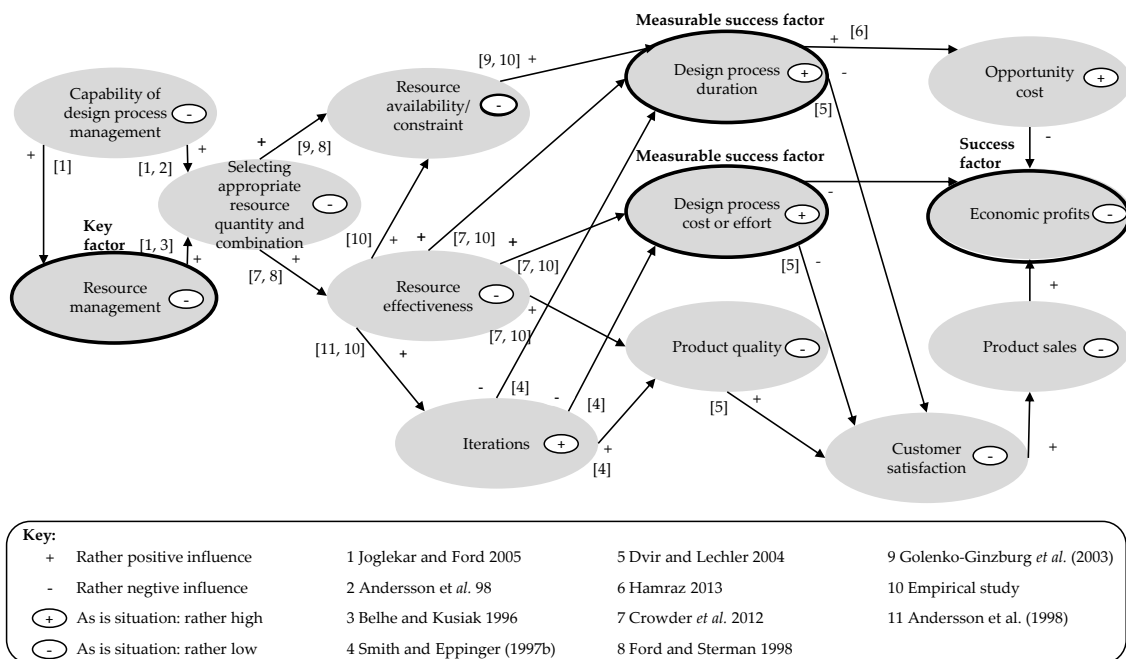 Measurable success factor
+
[6]
[9, 10]
+
Capability of
design process
management
-
Resource
availability/
constraint
-
Design process
duration
+
-
[5]
Opportunity
cost
+
+
[1]
[1, 2]
+
+
[9, 8]
-
Success
factor
Measurable success factor
Selecting
appropriate
resource
quantity and
combination
-
Design process
cost or effort
+
-
Economic profits
-
Key
factor
[1, 3]
+
+
[7, 8]
[10]
+
+
[7, 10]
+
[7, 10]
[5]
-
Resource
management
-
Resource
effectiveness
-
+
[7, 10]
+
[11, 10]
+
Product quality
-
Product sales
-
-
[4]
-
[4]
[5]
+
Iterations
+
+
[4]
Customer
satisfaction
-
+
Key:
+ Rather positive influence
- Rather negtive influence
+ As is situation: rather high
- As is situation: rather low
1 Joglekar and Ford 2005
2 Andersson et al. 98
3 Belhe and Kusiak 1996
4 Smith and Eppinger (1997b)
5 Dvir and Lechler 2004
6 Hamraz 2013
7 Crowder et al. 2012
8 Ford and Sterman 1998
9 Golenko-Ginzburg et al. (2003)
10 Empirical study
11 Andersson et al. (1998)